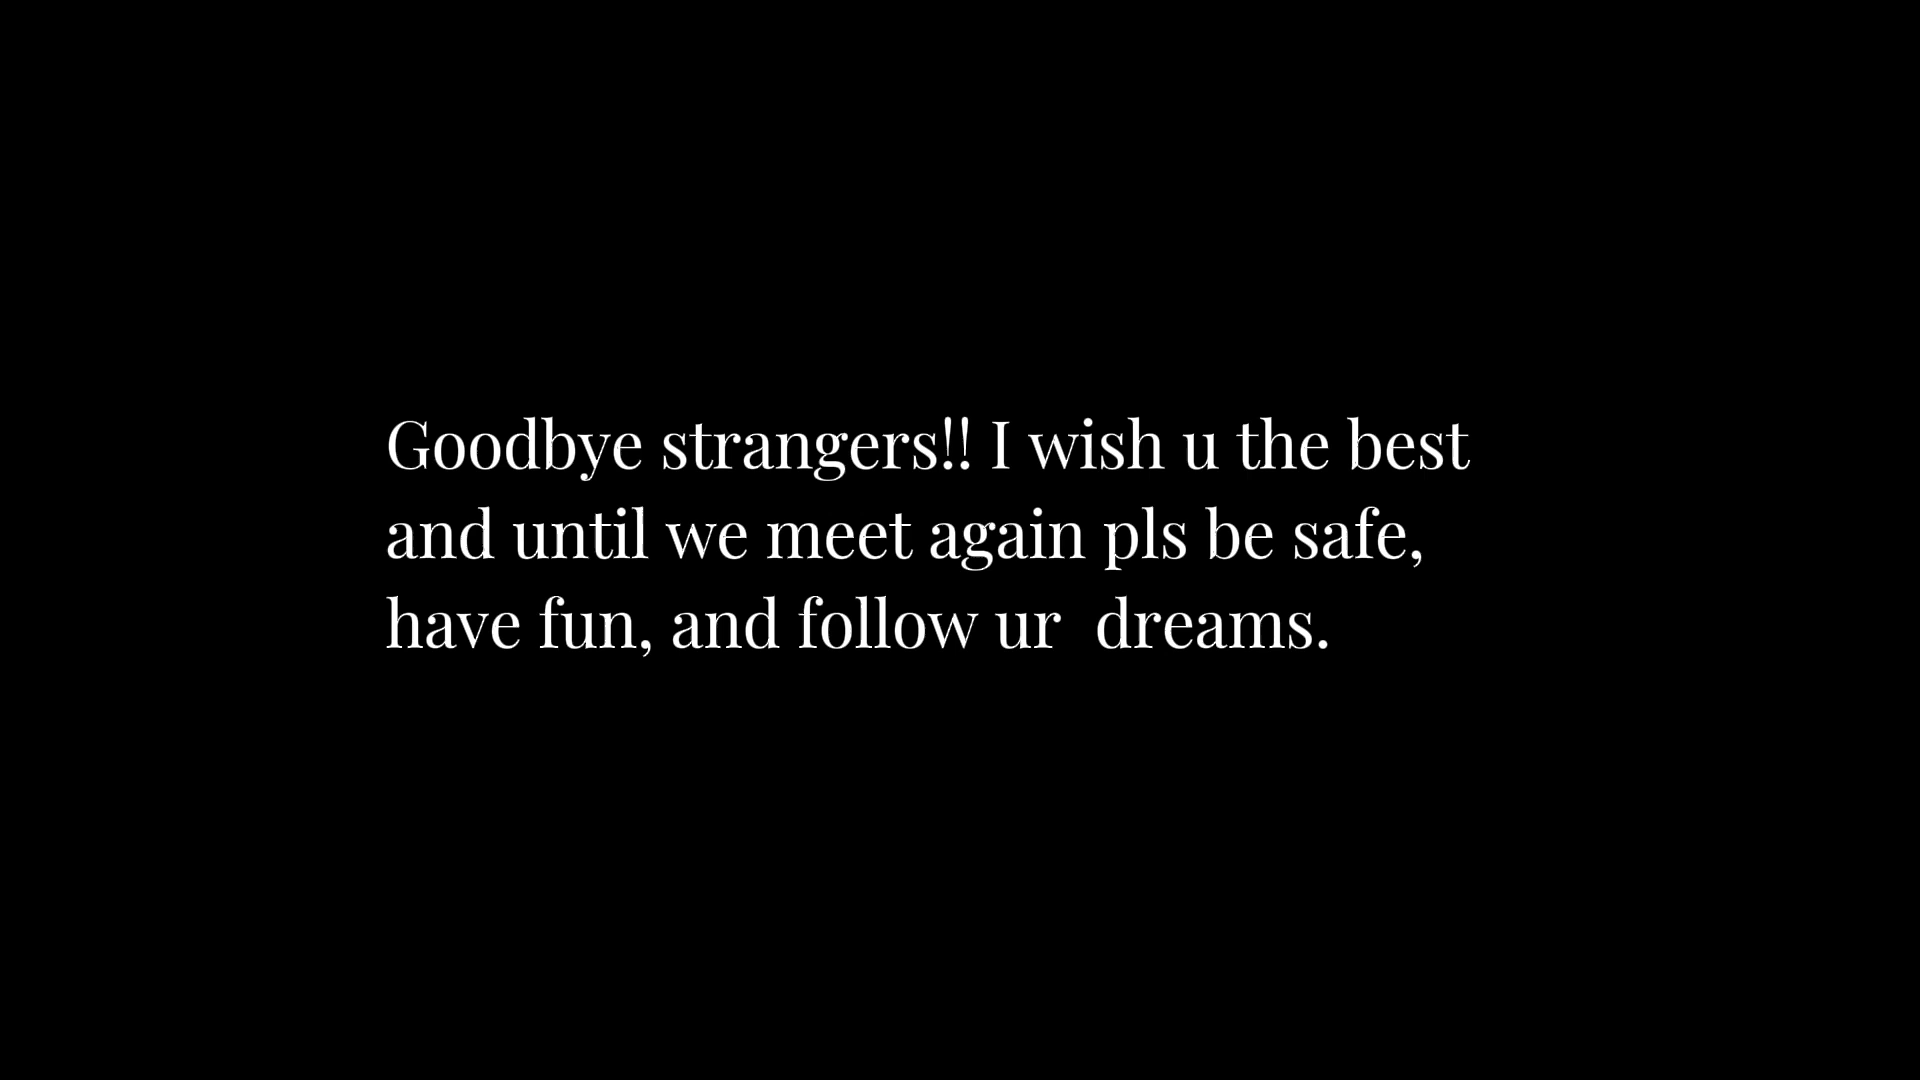 Goodbye strangers!! I wish u the best
and until we meet again pls be safe,
have fun, and follow ur  dreams.